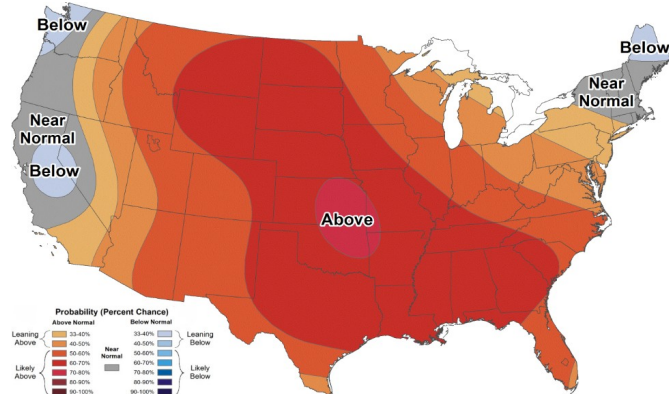 Below
Below
Near
Normal
Near
Normal
Below
Above
Probability (Percent Chance)
Above Normal
Below Normal
Leaning
Above
33-40%
40-50%
Near
Normal
33-40%
40-50%
Leaning
Below
Likely
Above
50-60%
60-70%
70-80%
80-90%
90-100%
50-60%
60-70%
70-80%
80-90%
90-100%
Likely
Below